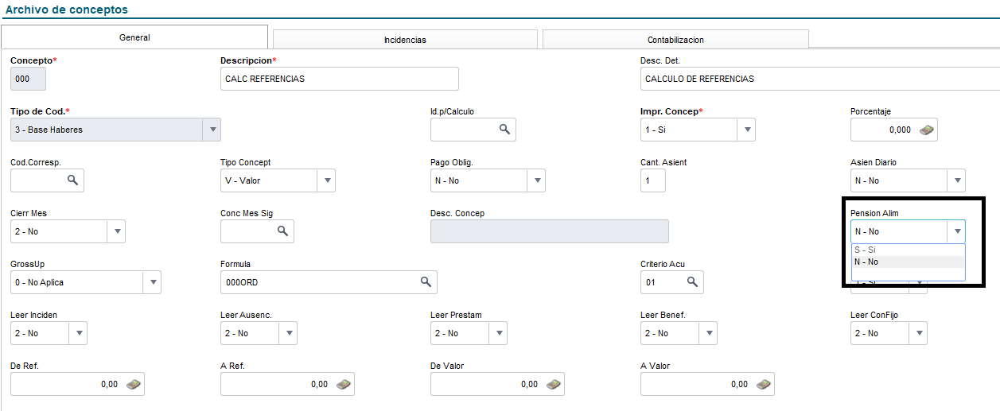 Archivo de conceptos
General
Incidencias
Contabilizacion
Concepto*
Descripcion*
Desc. Det.
000
CALC REFERENCIAS
CALCULO DE REFERENCIAS
Tipo de Cod.*
Id.p/Calculo
Impr. Concep*
Porcentaje
3 - Base Haberes
1 - Si
0,000
Cod.Corresp.
Tipo Concept
Pago Oblig.
Cant. Asient
Asien Diario
V - Valor
N - No
1
N - No
Cierr Mes
Conc Mes Sig
Desc. Concep
Pension Alim
2 - No
N - No
S - Si
N - No
GrossUp
Formula
Criterio Acu
0 - No Aplica
000ORD
01
Leer Inciden
Leer Ausenc.
Leer Prestam
Leer Benef.
Leer ConFijo
2 - No
2 - No
2 - No
2 - No
2 - No
De Ref.
A Ref.
De Valor
A Valor
0,00
0,00
0,00
0,00